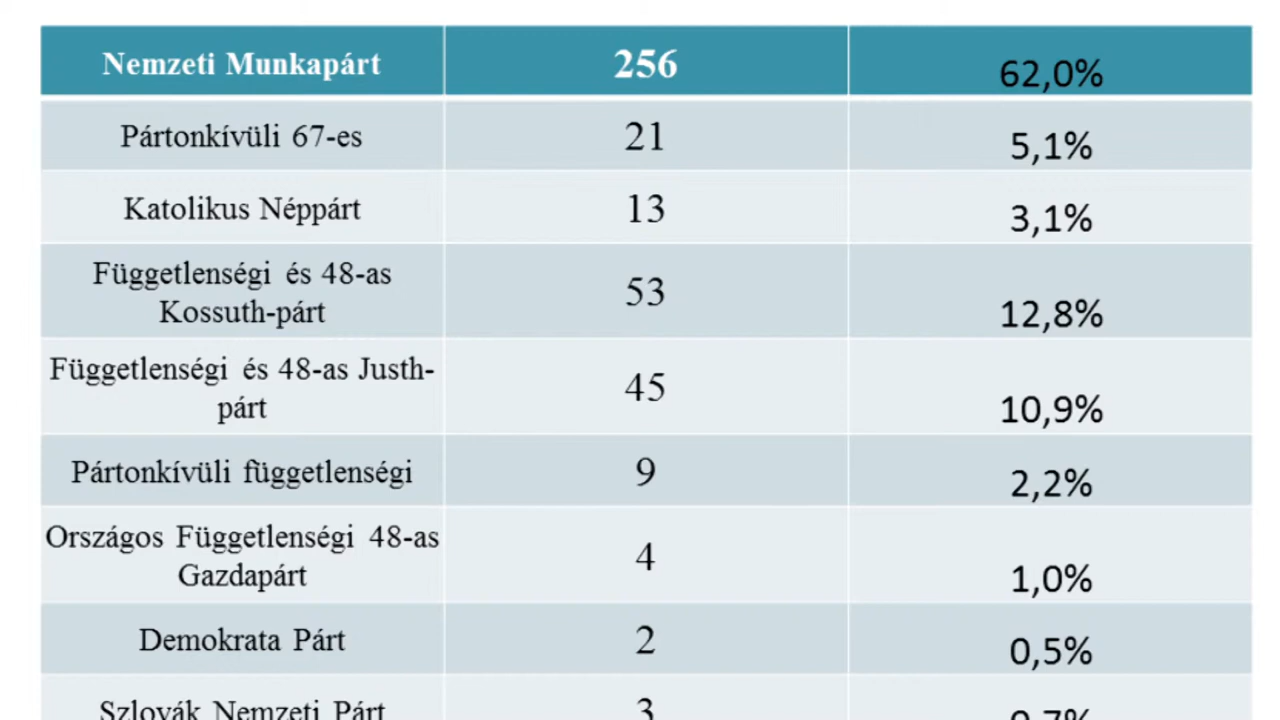 Nemzeti Munkapárt 256 62,0%
Pártonkívüli 67-es 21 5,1%
Katolikus Néppárt 13 3,1%
Függetlenségi és 48-as
Kossuth-párt 53 12,8%
Függetlenségi és 48-as Justh-
párt 45 10,9%
Pártonkívüli függetlenségi 9 2,2%
Országos Függetlenségi 48-as
Gazdapárt 4 1,0%
Demokrata Párt 2 0,5%
Szlovák Nemzeti Párt 3 0,7%